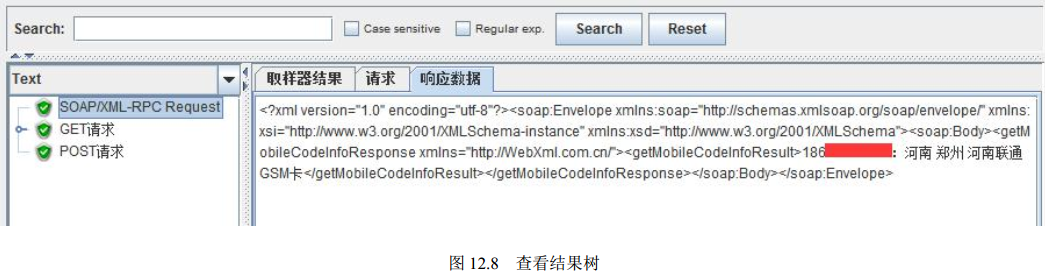 Search: Case sensitive Regular exp. Search Reset
Text
取样器结果 请求 响应数据
SOAP/XML-RPC Request
GET请求
POST请求
<?xml version="1.0" encoding="utf-8"?><soap:Envelope xmlns:soap="http://schemas.xmlsoap.org/soap/envelope/" xmlns:
xsi="http://www.w3.org/2001/XMLSchema-instance" xmlns:xsd="http://www.w3.org/2001/XMLSchema"><soap:Body><getM
obileCodeInfoResponse xmlns="http://WebXml.com.cn/"><getMobileCodeInfoResult>186 ：河南 郑州 河南联通
GSM卡</getMobileCodeInfoResult></getMobileCodeInfoResponse></soap:Body></soap:Envelope>
图 12.8 查看结果树